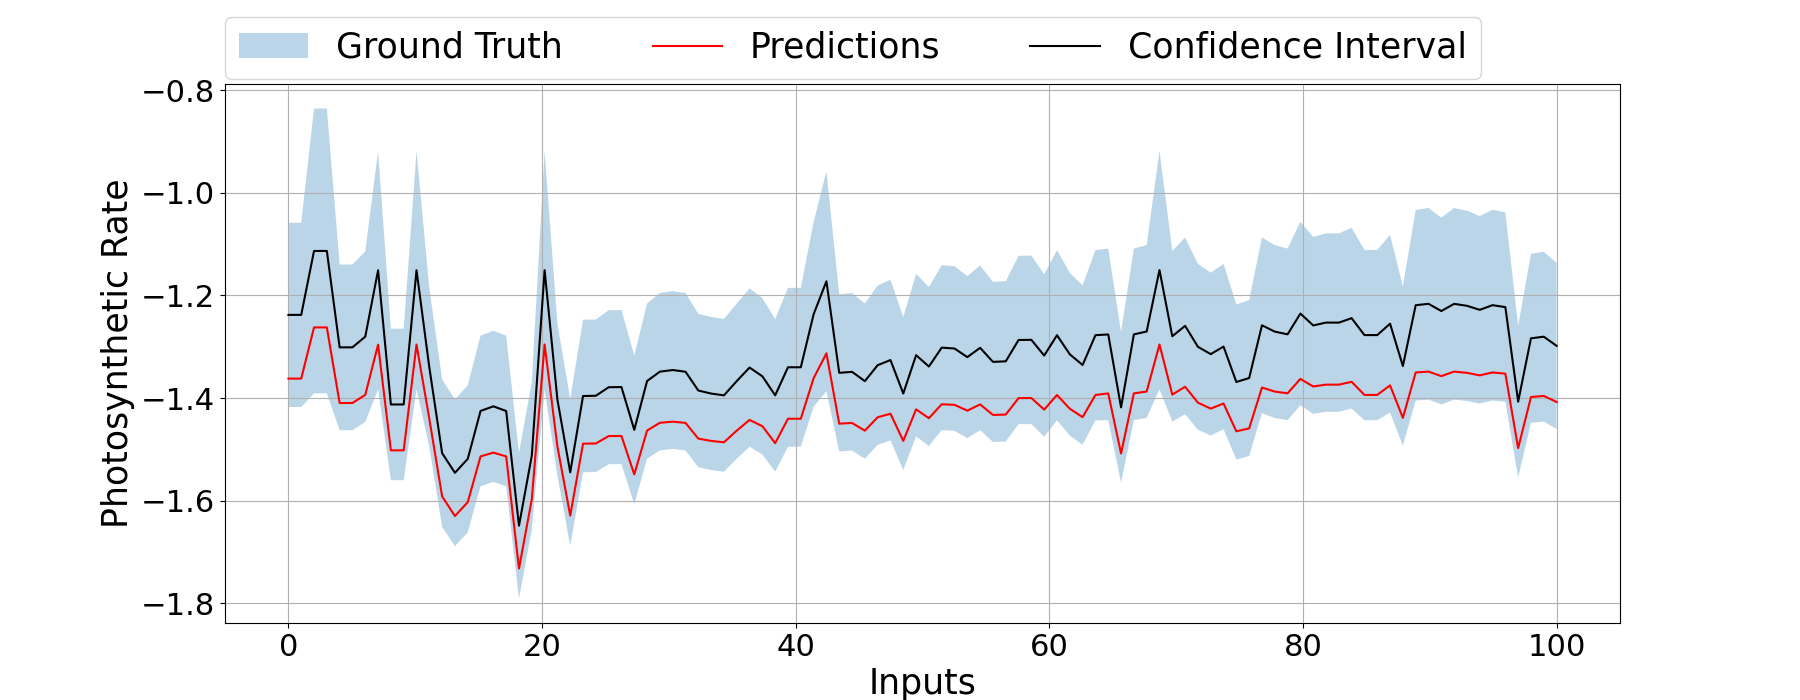 Ground Truth Predictions Confidence Interval
−0.8
−1.0
−1.2
−1.4
−1.6
−1.8
Photosynthetic Rate
0 20 40 60 80 100
Inputs